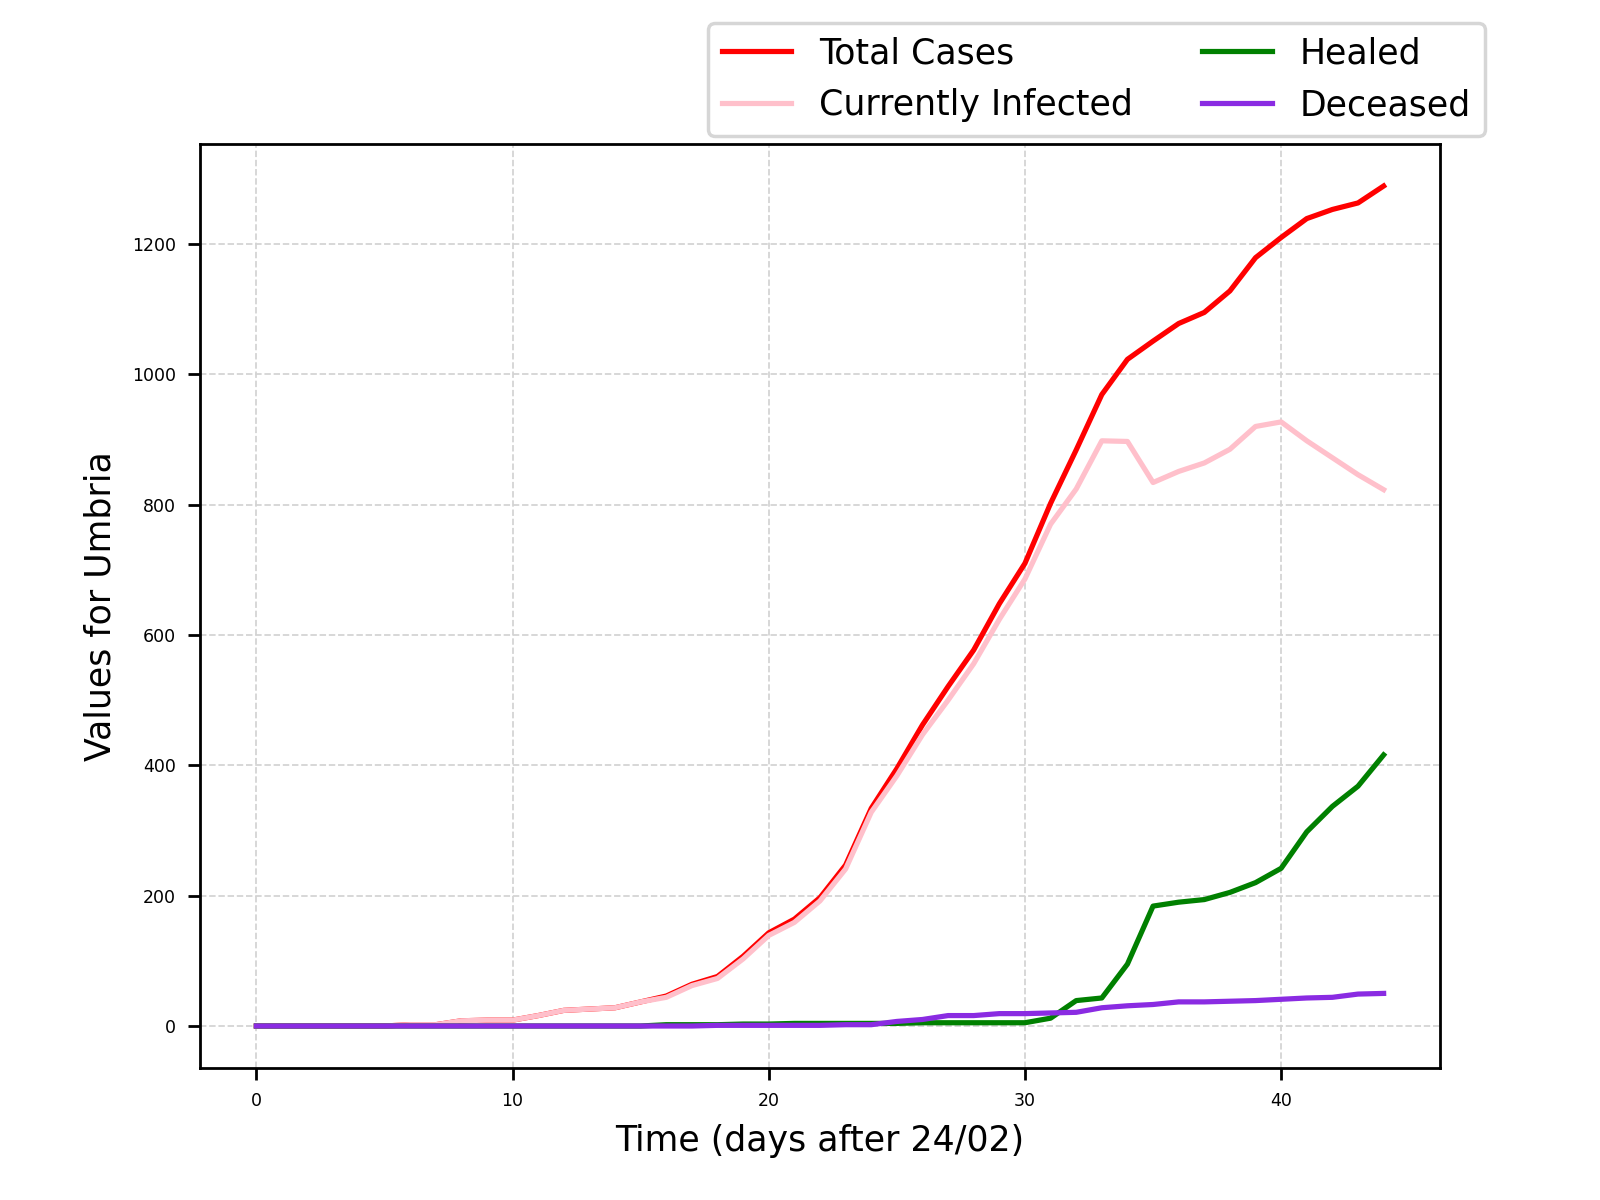 Total Cases Healed
Currently Infected Deceased
Values for Umbria
1200
1000
800
600
400
200
0
0 10 20 30 40
Time (days after 24/02)